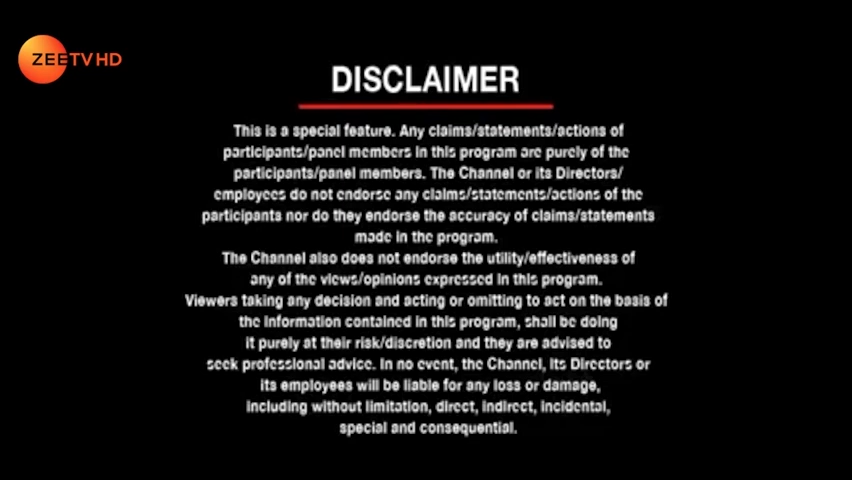 ZEETVHD
DISCLAIMER
This is a special feature. Any claims/statements/actions of
participants/panel members in this program are purely of the
participants/panel members. The Channel or its Directors/
employees do not endorse any claims/statements/actions of the
participants nor do they endorse the accuracy of claims/statements
made in the program.
The Channel also does not endorse the utility/effectiveness of
any of the views/opinions expressed in this program.
Viewers taking any decision and acting or omitting to act on the basis of
the information contained in this program, shall be doing
it purely at their risk/discretion and they are advised to
seek professional advice. In no event, the Channel, its Directors or
its employees will be liable for any loss or damage,
including without limitation, direct, indirect, incidental,
special and consequential.